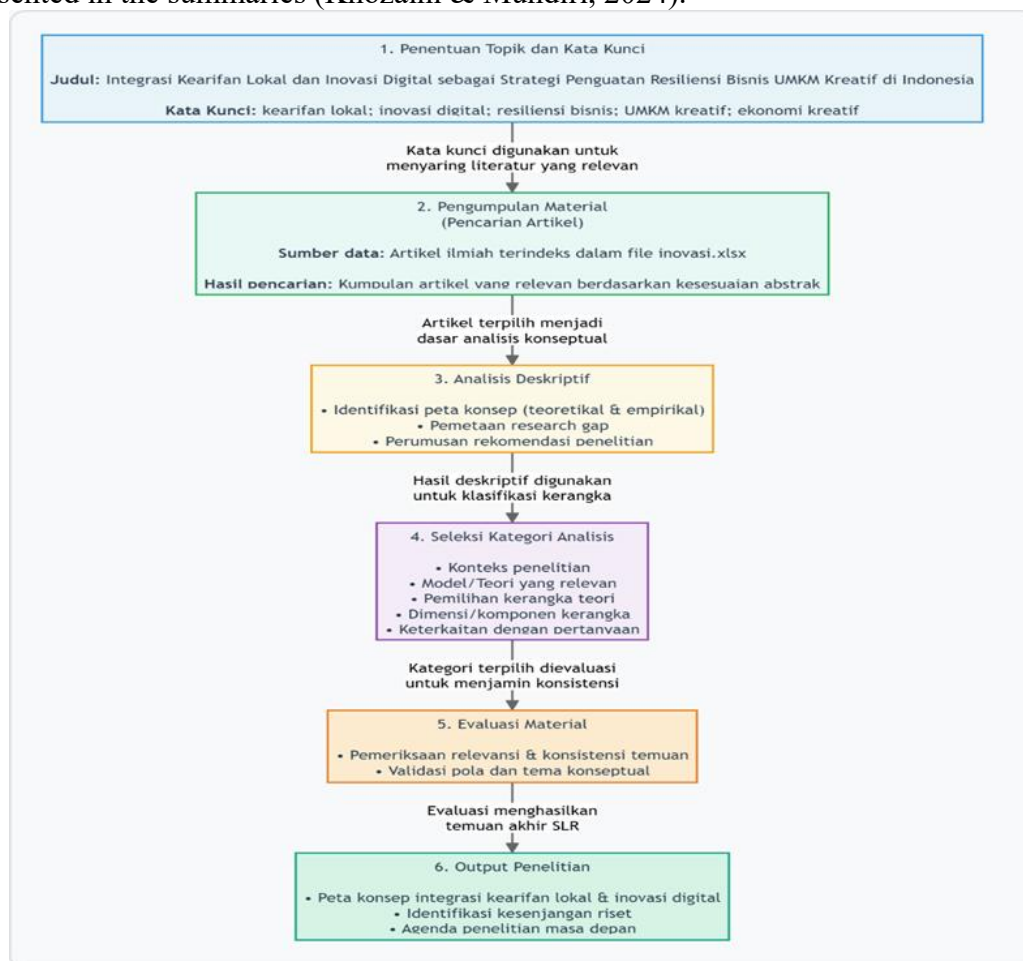 sented in the summaries (Khozaini & Mundiri, 2024).
1. Penentuan Topik dan Kata Kunci
Judul: Integrasi Kearifan Lokal dan Inovasi Digital sebagai Strategi Penguatan Resiliensi Bisnis UMKM Kreatif di Indonesia
Kata Kunci: kearifan lokal; inovasi digital; resiliensi bisnis; UMKM kreatif; ekonomi kreatif
Kata kunci digunakan untuk
menyaring literatur yang relevan
2. Pengumpulan Material
(Pencarian Artikel)
Sumber data: Artikel ilmiah terindeks dalam file inovasi.xlsx
Hasil pencarian: Kumpulan artikel yang relevan berdasarkan kesesuaian abstrak
Artikel terpilih menjadi
dasar analisis konseptual
3. Analisis Deskriptif
• Identifikasi peta konsep (teoretikal & empirikal)
• Pemetaan research gap
• Perumusan rekomendasi penelitian
Hasil deskriptif digunakan
untuk klasifikasi kerangka
4. Seleksi Kategori Analisis
• Konteks penelitian
• Model/Teori yang relevan
• Pemilihan kerangka teori
• Dimensi/komponen kerangka
• Keterkaitan dengan pertanyaan
Kategori terpilih dievaluasi
untuk menjamin konsistensi
5. Evaluasi Material
• Pemeriksaan relevansi & konsistensi temuan
• Validasi pola dan tema konseptual
Evaluasi menghasilkan
temuan akhir SLR
6. Output Penelitian
• Peta konsep integrasi kearifan lokal & inovasi digital
• Identifikasi kesenjangan riset
• Agenda penelitian masa depan